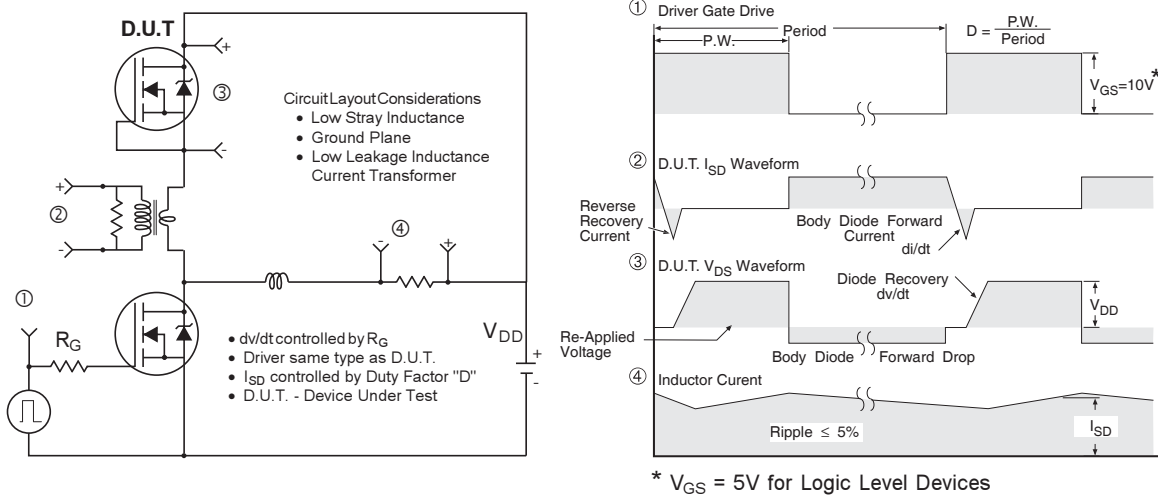 D.U.T
+
③
-
Circuit Layout Considerations
• Low Stray Inductance
• Ground Plane
• Low Leakage Inductance
Current Transformer
+
②
-
④
-
+
①
R_G
V_DD
+
-
• dv/dt controlled by R_G
• Driver same type as D.U.T.
• I_SD controlled by Duty Factor "D"
• D.U.T. - Device Under Test
① Driver Gate Drive
Period
P.W.
D = P.W.
Period
V_GS=10V*
② D.U.T. I_SD Waveform
Reverse
Recovery
Current
Body Diode Forward
Current
di/dt
③ D.U.T. V_DS Waveform
Diode Recovery
dv/dt
V_DD
Re-Applied
Voltage
Body Diode Forward Drop
④ Inductor Curent
Ripple ≤ 5%
I_SD
* V_GS = 5V for Logic Level Devices